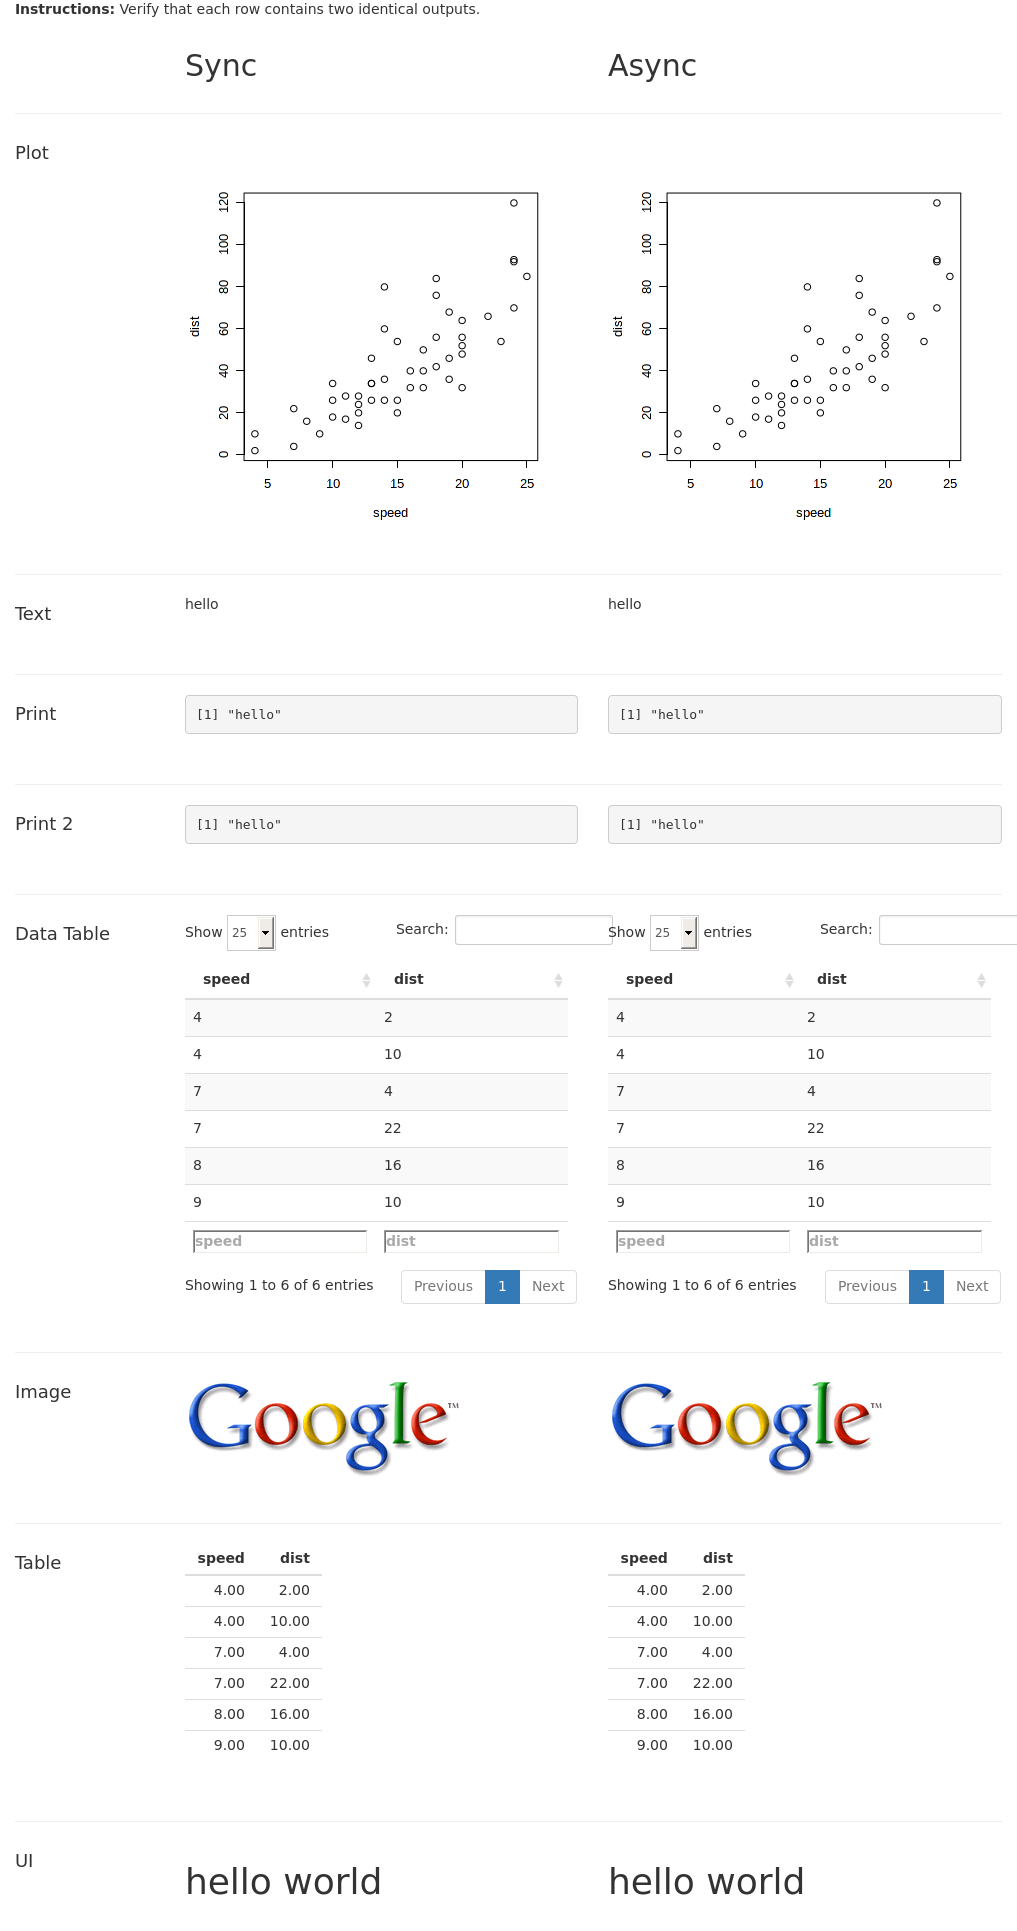 Instructions: Verify that each row contains two identical outputs.
Sync Async
Plot
120 120
100 100
80 80
60 60
40 40
20 20
0 0
dist dist
5 10 15 20 25 5 10 15 20 25
speed speed
Text hello hello
Print [1] "hello" [1] "hello"
Print 2 [1] "hello" [1] "hello"
Data Table Show 25 entries Search: Show 25 entries Search:
speed dist speed dist
4 2 4 2
4 10 4 10
7 4 7 4
7 22 7 22
8 16 8 16
9 10 9 10
speed dist speed dist
Showing 1 to 6 of 6 entries Previous 1 Next Showing 1 to 6 of 6 entries Previous 1 Next
Image Google™ Google™
Table speed dist speed dist
4.00 2.00 4.00 2.00
4.00 10.00 4.00 10.00
7.00 4.00 7.00 4.00
7.00 22.00 7.00 22.00
8.00 16.00 8.00 16.00
9.00 10.00 9.00 10.00
UI hello world hello world